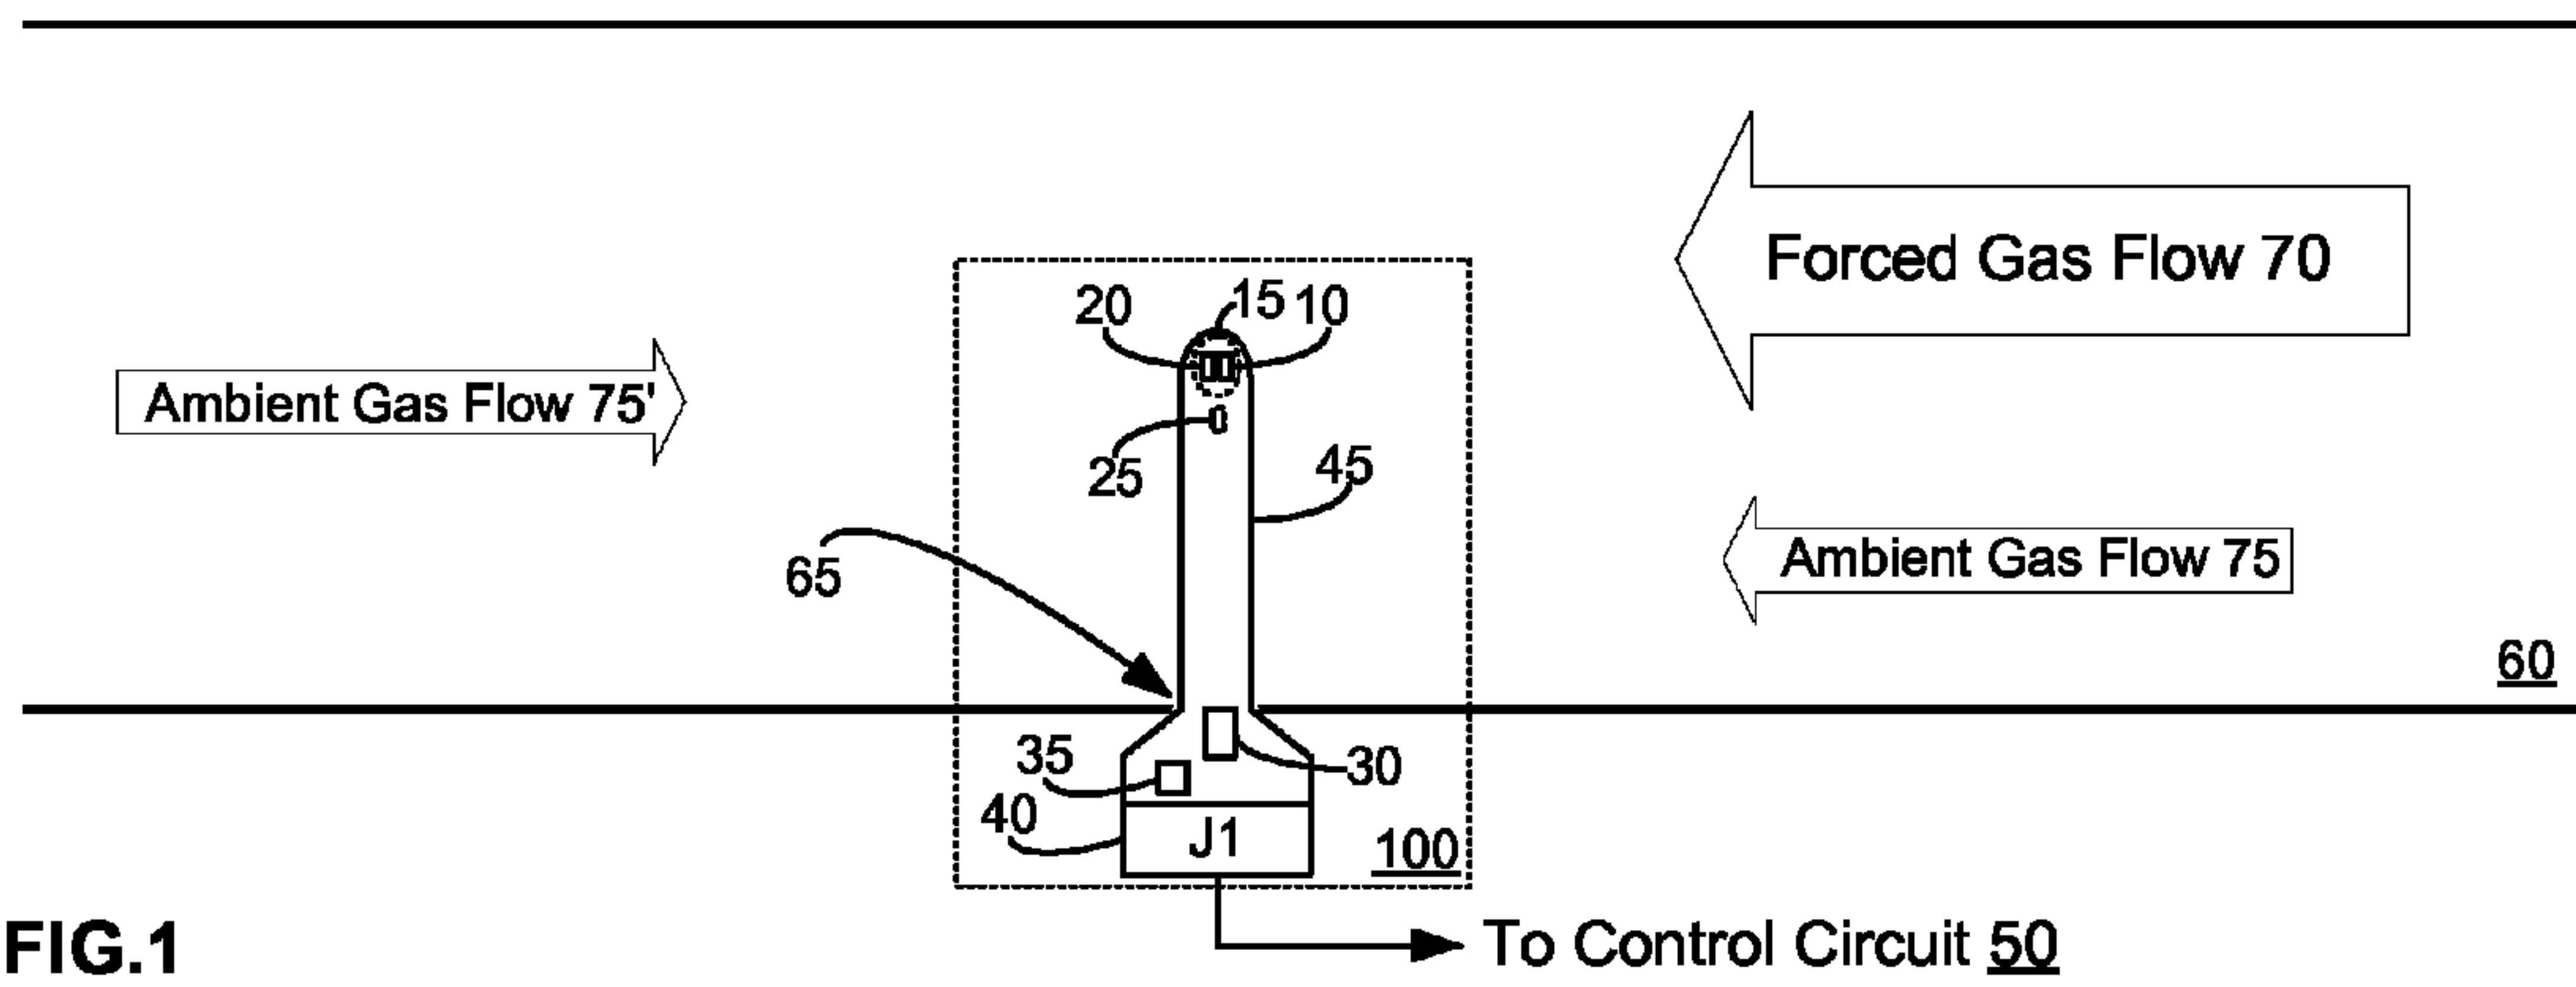 Forced Gas Flow 70
20
15
10
Ambient Gas Flow 75'
25
45
65
Ambient Gas Flow 75
60
35
30
40
J1
100
To Control Circuit 50
FIG.1